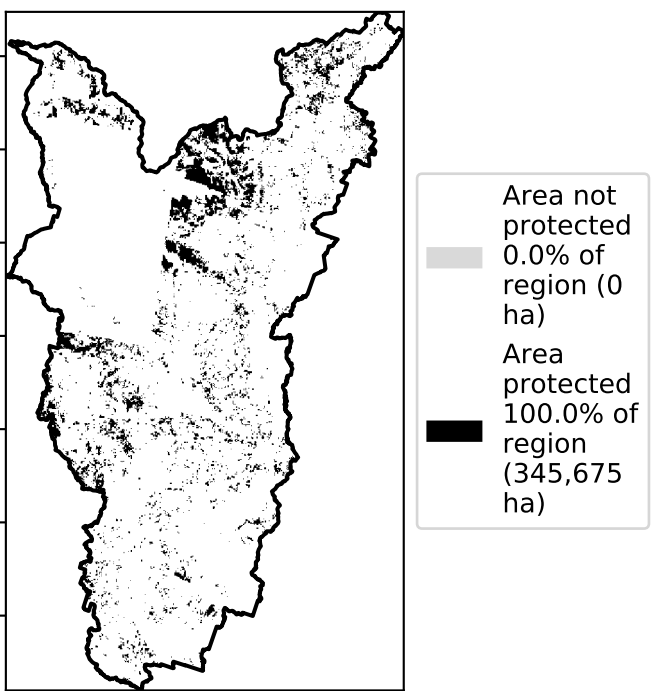 Area not
protected
0.0% of
region (0
ha)
Area
protected
100.0% of
region
(345,675
ha)